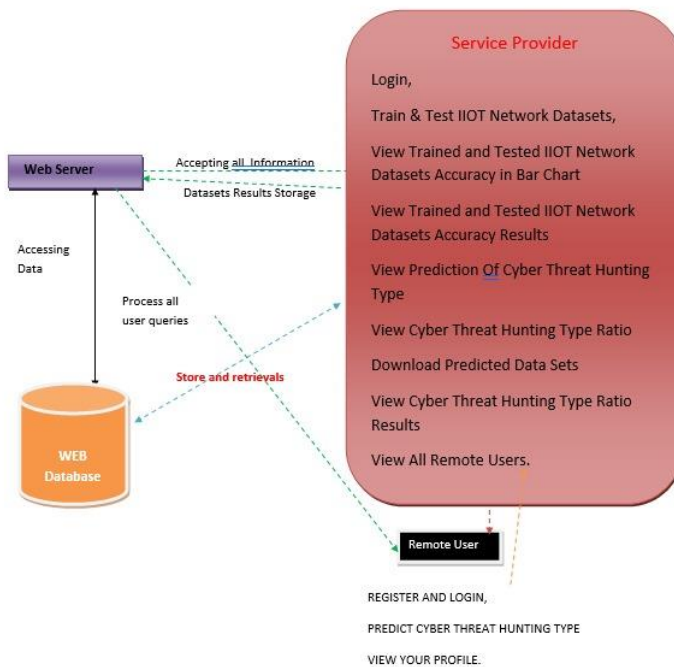 Service Provider
Login,
Train & Test IIOT Network Datasets,
View Trained and Tested IIOT Network
Datasets Accuracy in Bar Chart
View Trained and Tested IIOT Network
Datasets Accuracy Results
View Prediction Of Cyber Threat Hunting
Type
View Cyber Threat Hunting Type Ratio
Download Predicted Data Sets
View Cyber Threat Hunting Type Ratio
Results
View All Remote Users.
Web Server
Accepting all Information
Datasets Results Storage
Accessing
Data
Process all
user queries
Store and retrievals
WEB
Database
Remote User
REGISTER AND LOGIN,
PREDICT CYBER THREAT HUNTING TYPE
VIEW YOUR PROFILE.